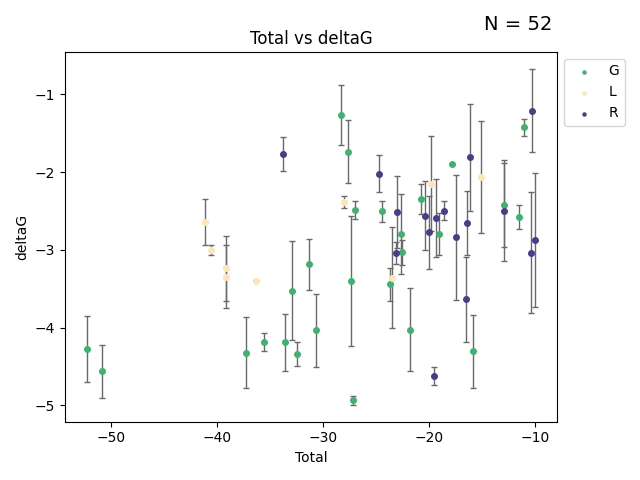 N = 52
Total vs deltaG
G
L
R
−1
−2
−3
−4
−5
deltaG
−50
−40
−30
−20
−10
Total